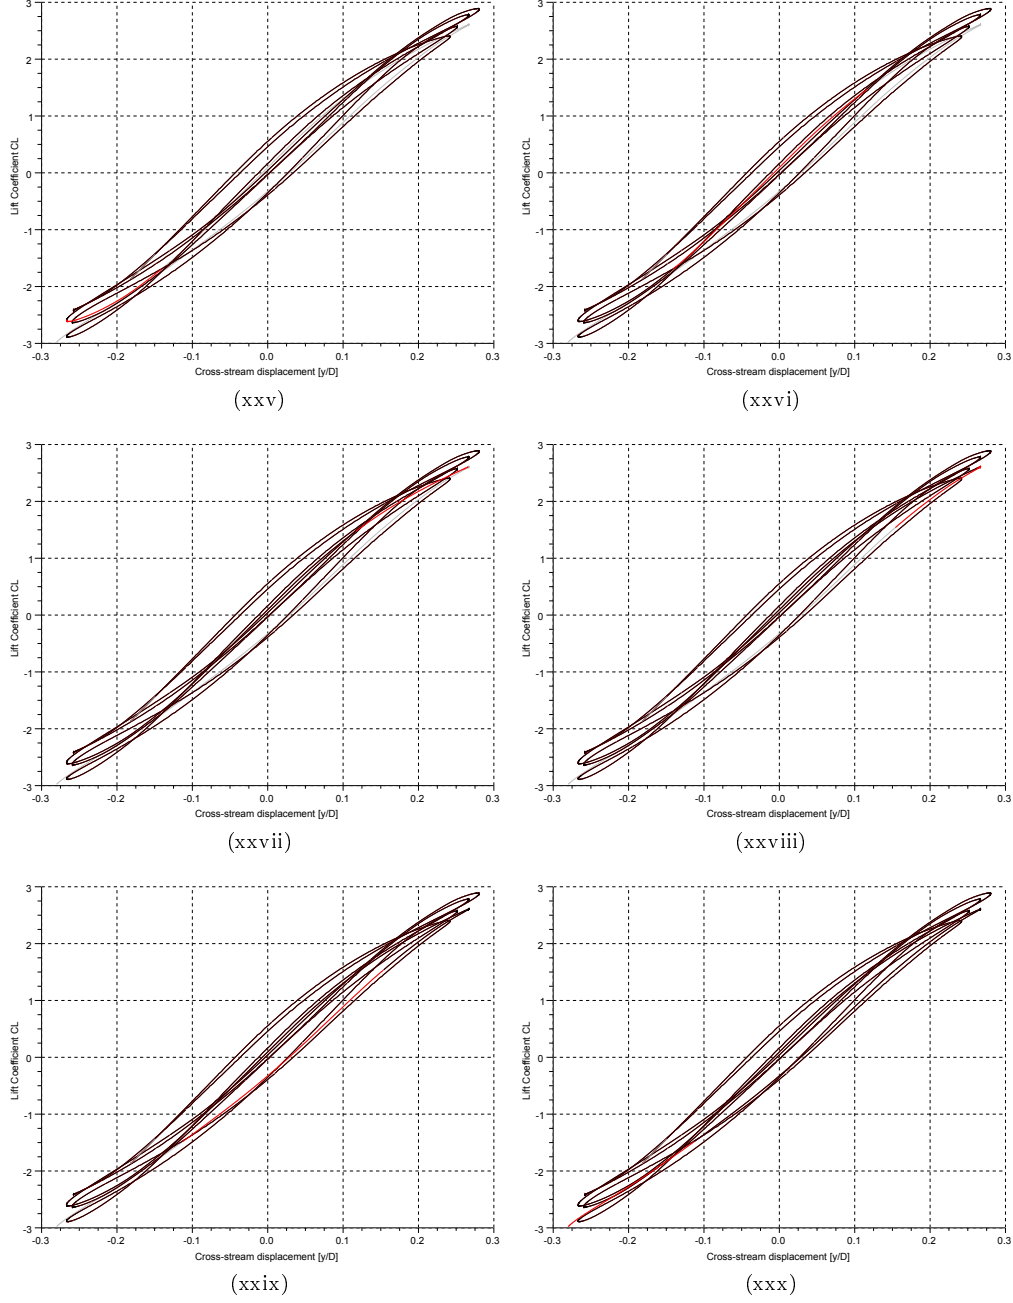 3
2
1
0
-1
-2
-3
Lift Coefficient CL
-0.3 -0.2 -0.1 0.0 0.1 0.2 0.3
Cross-stream displacement [y/D]
(xxv)
3
2
1
0
-1
-2
-3
Lift Coefficient CL
-0.3 -0.2 -0.1 0.0 0.1 0.2 0.3
Cross-stream displacement [y/D]
(xxvi)
3
2
1
0
-1
-2
-3
Lift Coefficient CL
-0.3 -0.2 -0.1 0.0 0.1 0.2 0.3
Cross-stream displacement [y/D]
(xxvii)
3
2
1
0
-1
-2
-3
Lift Coefficient CL
-0.3 -0.2 -0.1 0.0 0.1 0.2 0.3
Cross-stream displacement [y/D]
(xxviii)
3
2
1
0
-1
-2
-3
Lift Coefficient CL
-0.3 -0.2 -0.1 0.0 0.1 0.2 0.3
Cross-stream displacement [y/D]
(xxix)
3
2
1
0
-1
-2
-3
Lift Coefficient CL
-0.3 -0.2 -0.1 0.0 0.1 0.2 0.3
Cross-stream displacement [y/D]
(xxx)